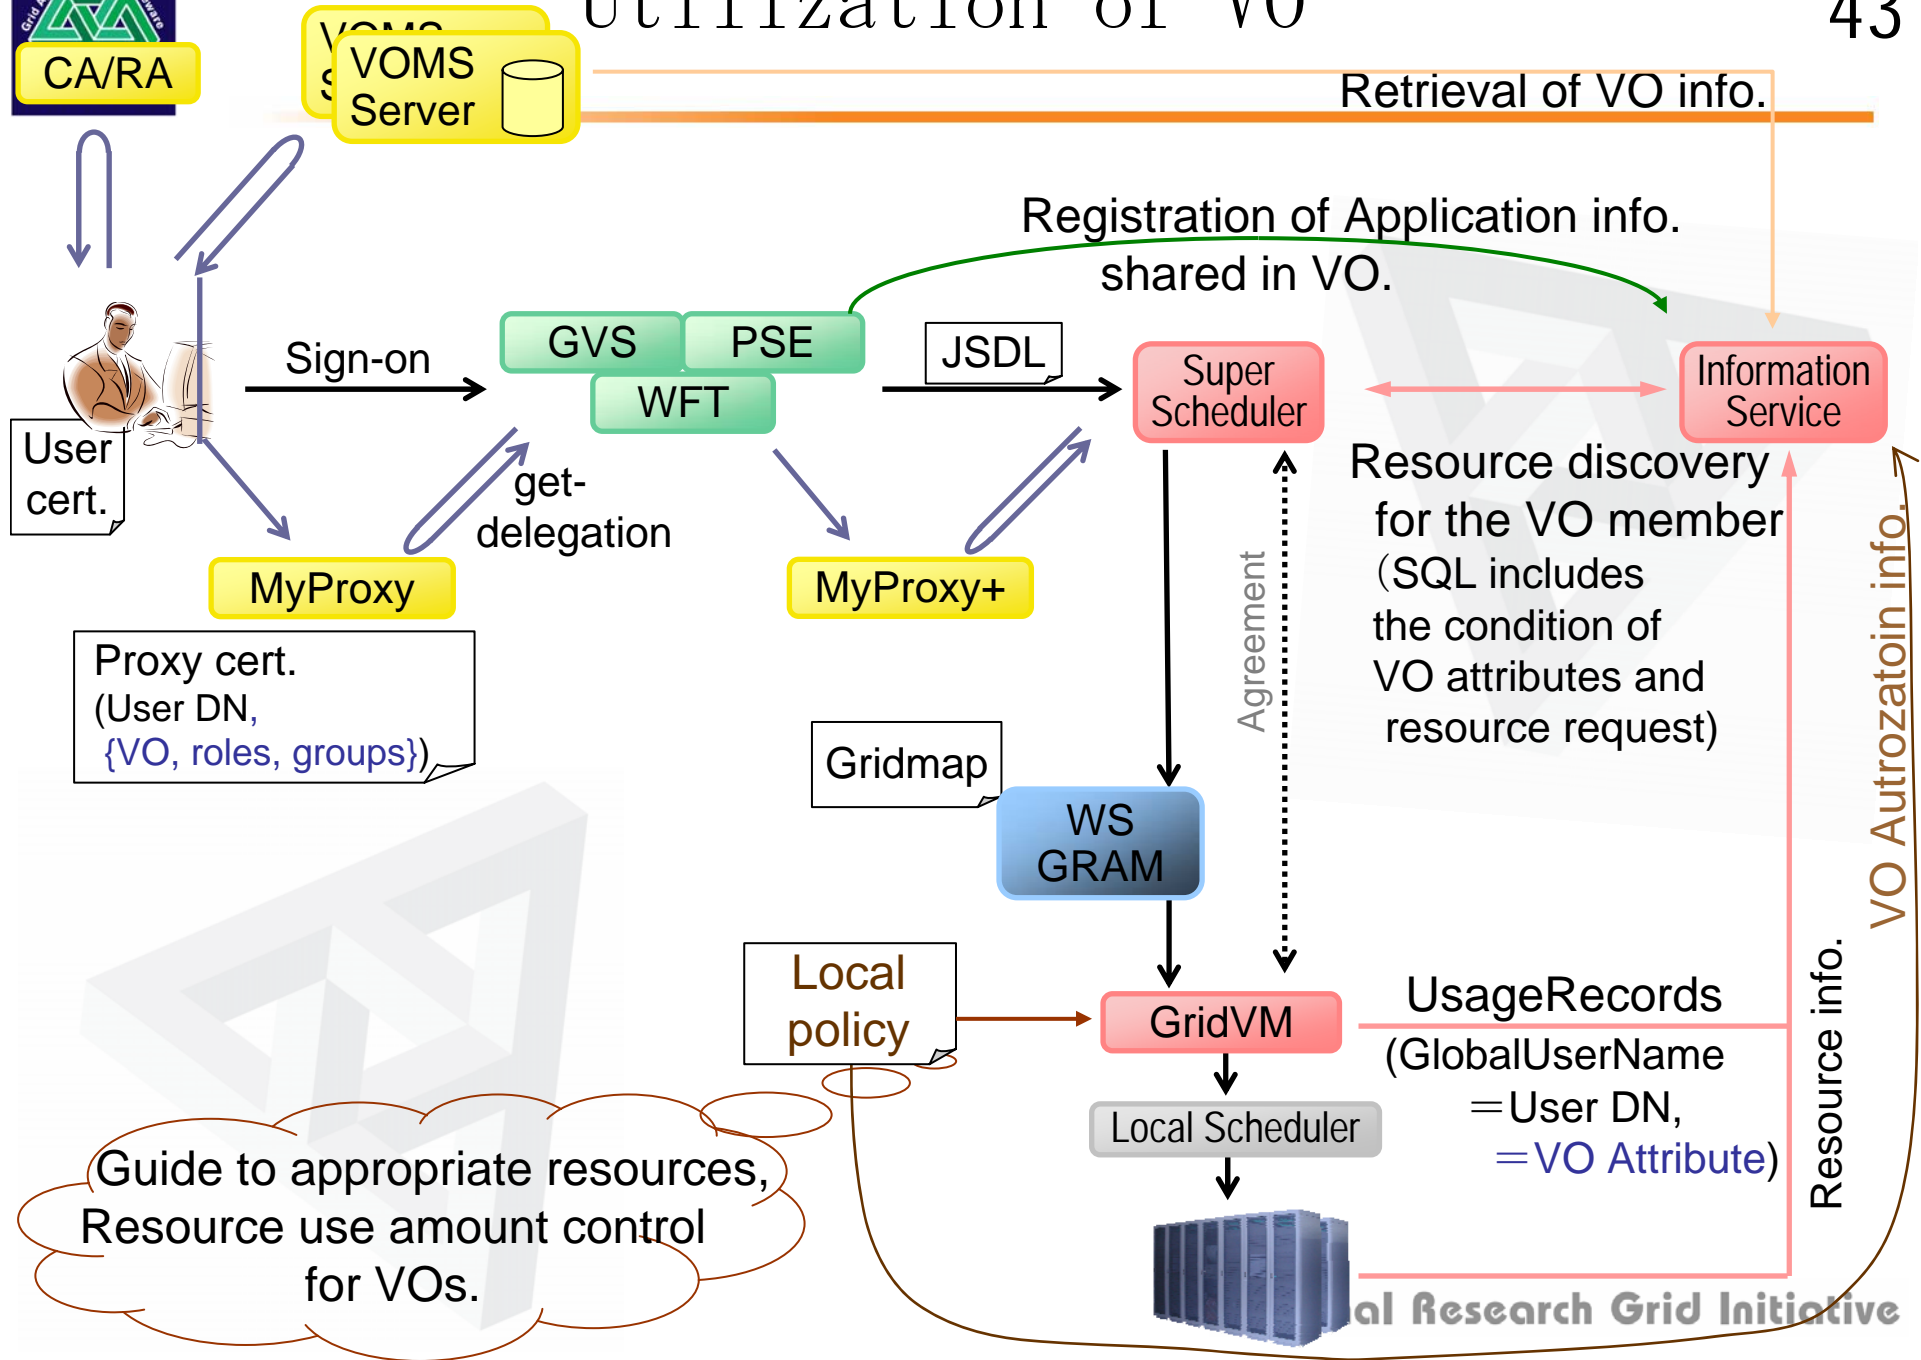 Utilization of VO
43
Grid
CA/RA
VOMS
VOMS
Server
Retrieval of VO info.
Registration of Application info.
shared in VO.
Sign-on
GVS
PSE
WFT
JSDL
Super
Scheduler
Information
Service
User
cert.
get-
delegation
MyProxy
MyProxy+
Proxy cert.
(User DN,
{VO, roles, groups})
Agreement
Resource discovery
for the VO member
(SQL includes
the condition of
VO attributes and
resource request)
VO Autrozatoin info.
Gridmap
WS
GRAM
Local
policy
GridVM
UsageRecords
(GlobalUserName
=User DN,
=VO Attribute)
Resource info.
Local Scheduler
Guide to appropriate resources,
Resource use amount control
for VOs.
al Research Grid Initiative